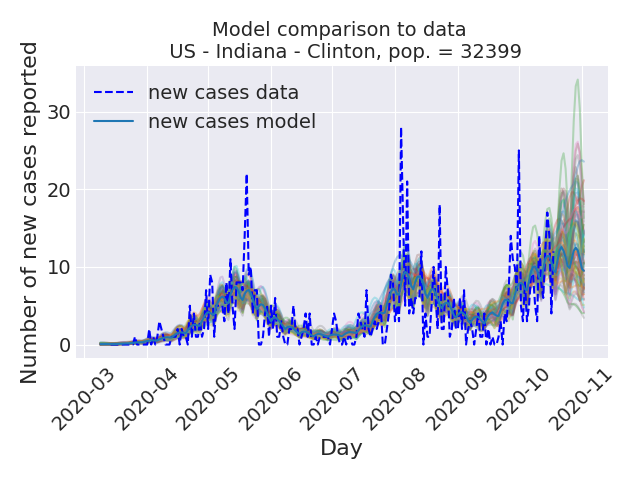 Model comparison to data
US - Indiana - Clinton, pop. = 32399
Number of new cases reported
new cases data
new cases model
30
20
10
0
2020-03
2020-04
2020-05
2020-06
2020-07
2020-08
2020-09
2020-10
2020-11
Day